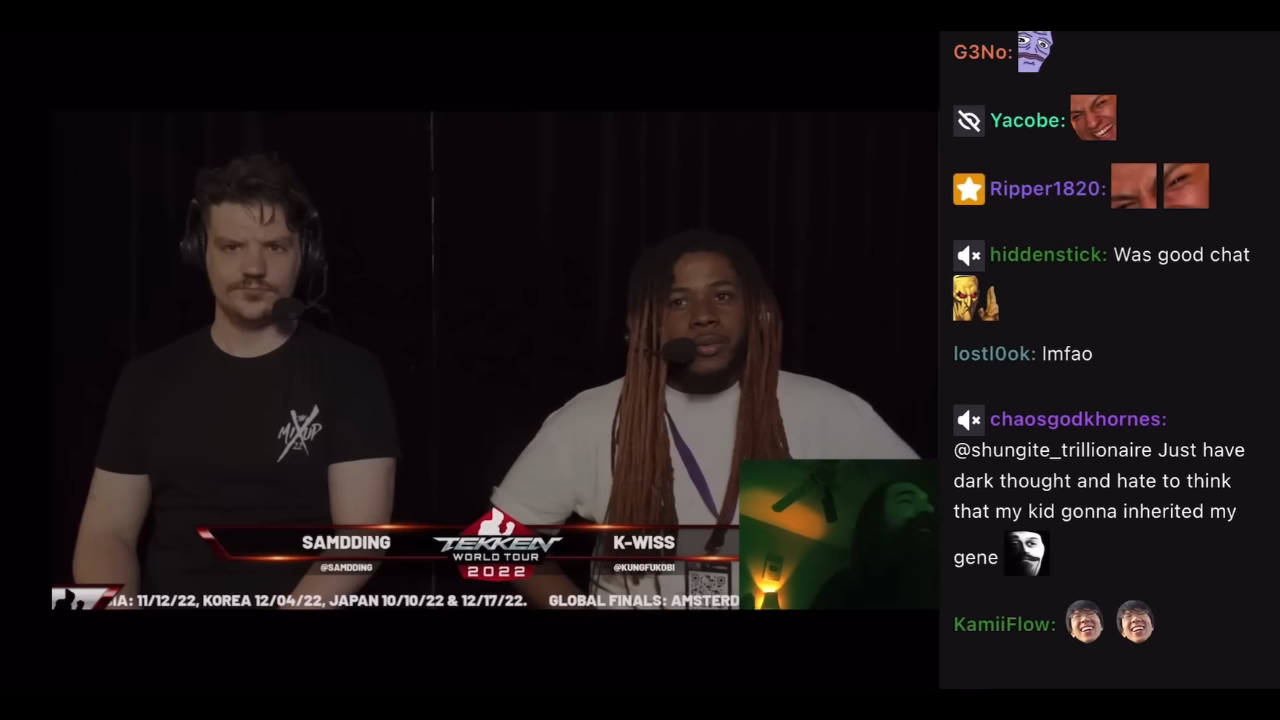 G3No:
Yacobe:
Ripper1820:
hiddenstick: Was good chat
lostl0ok: lmfao
chaosgodkhornes:
@shungite_trillionaire Just have
dark thought and hate to think
that my kid gonna inherited my
gene
KamiiFlow:
MIXUP
SAMDDING
@SAMDDING
TEKKEN
WORLD TOUR
2022
K-WISS
@KUNGFUKOBI
IA: 11/12/22, KOREA 12/04/22, JAPAN 10/10/22 & 12/17/22. GLOBAL FINALS: AMSTERD